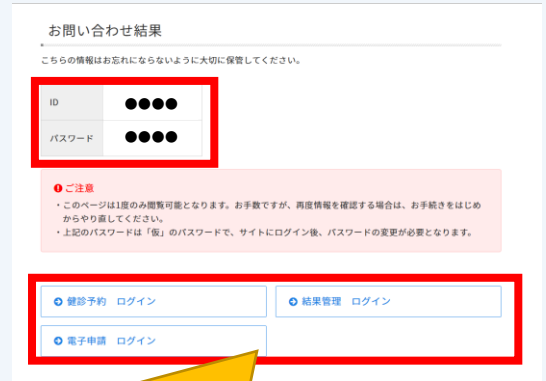 お問い合わせ結果
こちらの情報はお忘れにならないように大切に保管してください。
ID ●●●●
パスワード ●●●●
ご注意
・このページは1度のみ閲覧可能となります。お手数ですが、再度情報を確認する場合は、お手続きをはじめ
からやり直してください。
・上記のパスワードは「仮」のパスワードで、サイトにログイン後、パスワードの変更が必要となります。
健診予約 ログイン
結果管理 ログイン
電子申請 ログイン